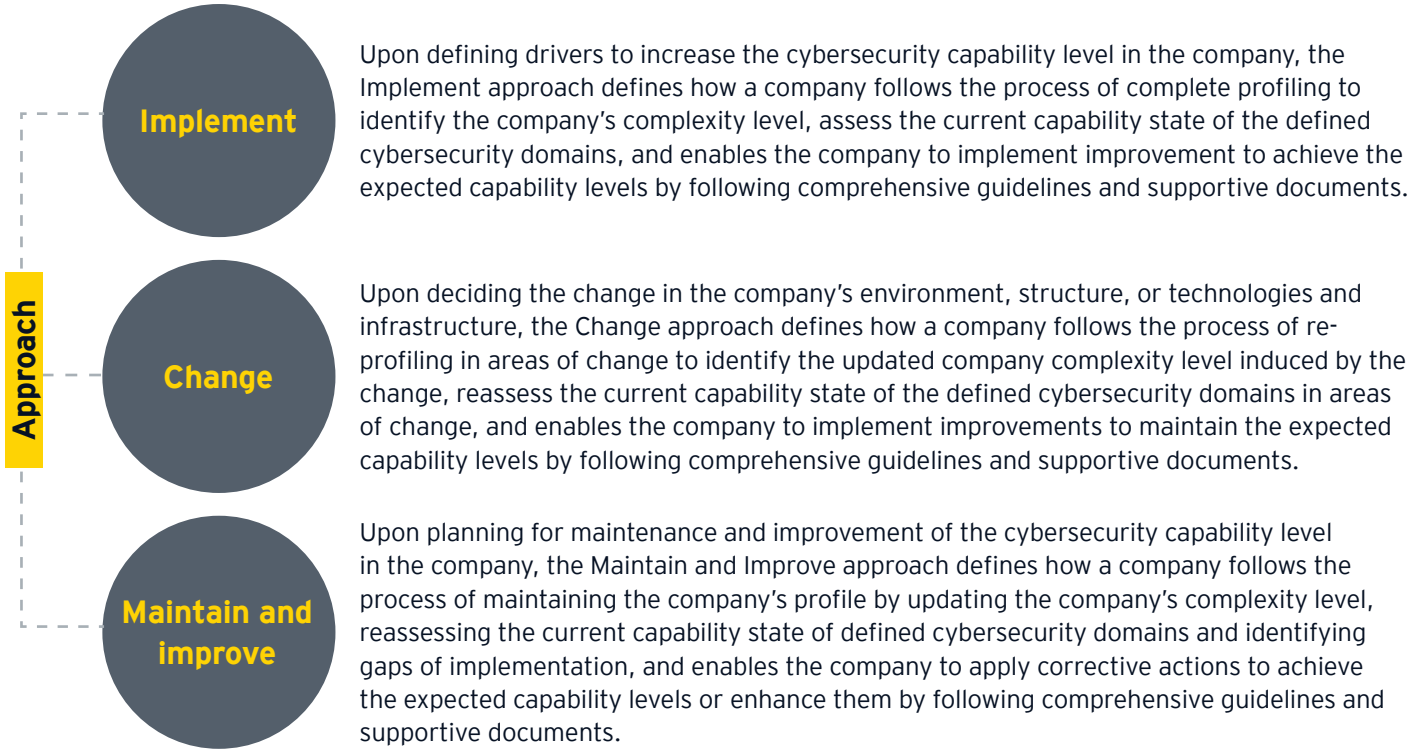 Approach
Implement
Upon defining drivers to increase the cybersecurity capability level in the company, the
Implement approach defines how a company follows the process of complete profiling to
identify the company's complexity level, assess the current capability state of the defined
cybersecurity domains, and enables the company to implement improvement to achieve the
expected capability levels by following comprehensive guidelines and supportive documents.
Change
Upon deciding the change in the company's environment, structure, or technologies and
infrastructure, the Change approach defines how a company follows the process of re-
profiling in areas of change to identify the updated company complexity level induced by the
change, reassess the current capability state of the defined cybersecurity domains in areas
of change, and enables the company to implement improvements to maintain the expected
capability levels by following comprehensive guidelines and supportive documents.
Maintain and
improve
Upon planning for maintenance and improvement of the cybersecurity capability level
in the company, the Maintain and Improve approach defines how a company follows the
process of maintaining the company's profile by updating the company's complexity level,
reassessing the current capability state of defined cybersecurity domains and identifying
gaps of implementation, and enables the company to apply corrective actions to achieve
the expected capability levels or enhance them by following comprehensive guidelines and
supportive documents.